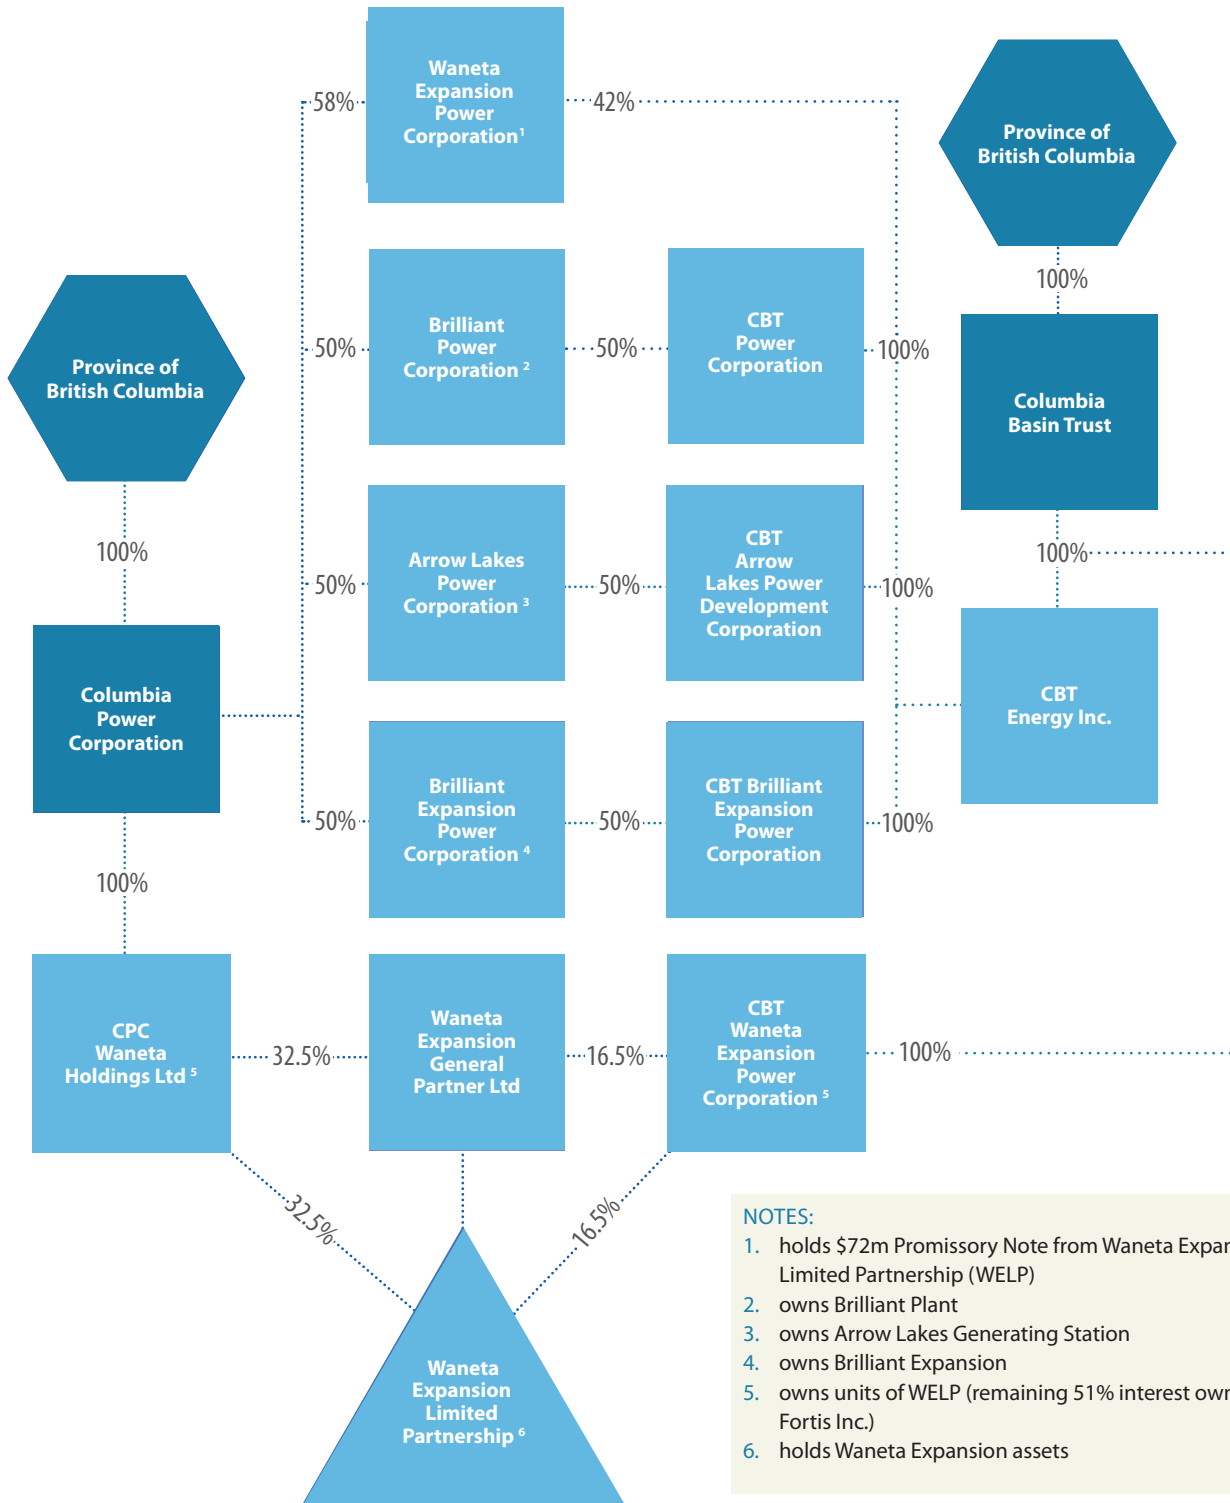 Waneta
Expansion
Power
Corporation 1
58%
42%
Province of
British Columbia
100%
Brilliant
Power
Corporation 2
50%
50%
CBT
Power
Corporation
100%
Province of
British Columbia
Columbia
Basin Trust
100%
Arrow Lakes
Power
Corporation 3
50%
50%
CBT
Arrow
Lakes Power
Development
Corporation
100%
100%
Columbia
Power
Corporation
CBT
Energy Inc.
Brilliant
Expansion
Power
Corporation 4
50%
50%
CBT Brilliant
Expansion
Power
Corporation
100%
100%
CPC
Waneta
Holdings Ltd 5
32.5%
Waneta
Expansion
General
Partner Ltd
16.5%
CBT
Waneta
Expansion
Power
Corporation 5
100%
32.5%
16.5%
Waneta
Expansion
Limited
Partnership 6
NOTES:
1. holds $72m Promissory Note from Waneta Expan
Limited Partnership (WELP)
2. owns Brilliant Plant
3. owns Arrow Lakes Generating Station
4. owns Brilliant Expansion
5. owns units of WELP (remaining 51% interest own
Fortis Inc.)
6. holds Waneta Expansion assets